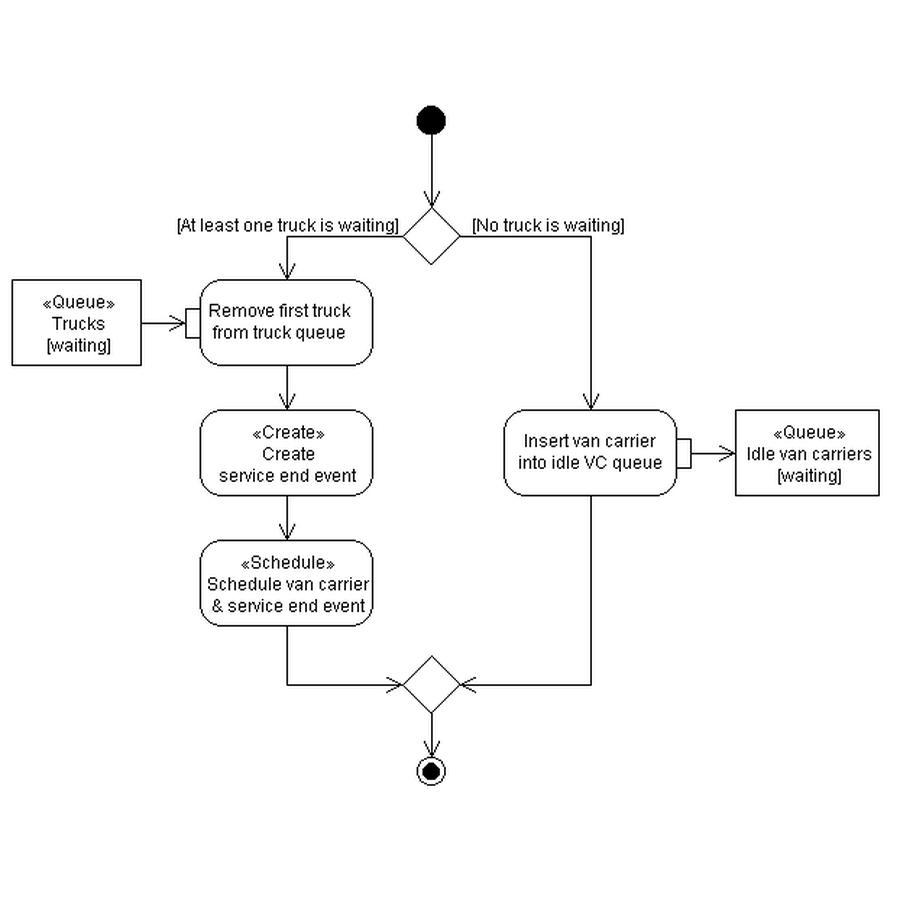 [At least one truck is waiting]
[No truck is waiting]
«Queue»
Trucks
[waiting]
Remove first truck
from truck queue
«Create»
Create
service end event
Insert van carrier
into idle VC queue
«Queue»
Idle van carriers
[waiting]
«Schedule»
Schedule van carrier
& service end event